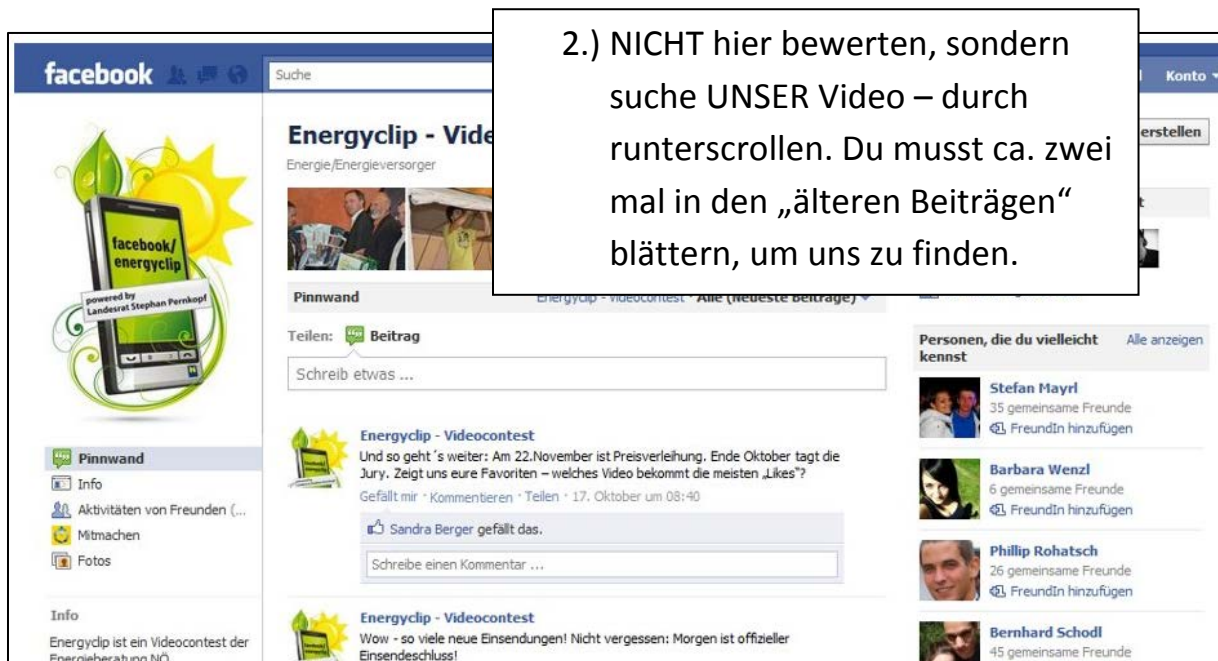 2.) NICHT hier bewerten, sondern
suche UNSER Video – durch
runterscrollen. Du musst ca. zwei
mal in den „älteren Beiträgen“
blättern, um uns zu finden.
facebook
Suche
Konto
erstellen
facebook/
energyclip
powered by
Landesrat Stephan Pernkopf
Pinnwand
Info
Aktivitäten von Freunden (...
Mitmachen
Fotos
Info
Energyclip ist ein Videocontest der
Energieberatung NÖ
Energyclip - Vide
Energie/Energieversorger
Pinnwand
Energyclip - Videocontest · Alle (Neueste Beiträge)
Teilen: Beitrag
Schreib etwas ...
Energyclip - Videocontest
Und so geht´s weiter: Am 22.November ist Preisverleihung. Ende Oktober tagt die
Jury. Zeigt uns eure Favoriten – welches Video bekommt die meisten „Likes"?
Gefällt mir · Kommentieren · Teilen · 17. Oktober um 08:40
Sandra Berger gefällt das.
Schreibe einen Kommentar ...
Energyclip - Videocontest
Wow - so viele neue Einsendungen! Nicht vergessen: Morgen ist offizieller
Einsendeschluss!
Personen, die du vielleicht kennst
Alle anzeigen
Stefan Mayrl
35 gemeinsame Freunde
FreundIn hinzufügen
Barbara Wenzl
6 gemeinsame Freunde
FreundIn hinzufügen
Phillip Rohatsch
26 gemeinsame Freunde
FreundIn hinzufügen
Bernhard Schodl
45 gemeinsame Freunde